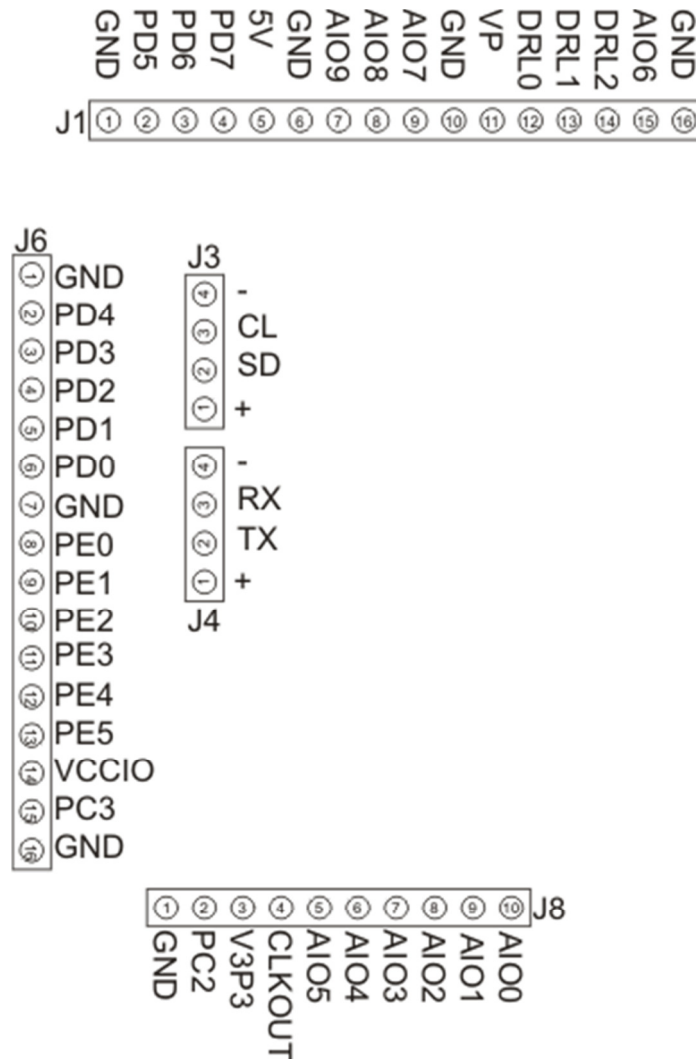 GND PD5 PD6 PD7 5V GND AIO9 AIO8 AIO7 GND VP DRL0 DRL1 DRL2 AIO6 GND
J1 1 2 3 4 5 6 7 8 9 10 11 12 13 14 15 16
J6
1 GND
2 PD4
3 PD3
4 PD2
5 PD1
6 PD0
7 GND
8 PE0
9 PE1
10 PE2
11 PE3
12 PE4
13 PE5
14 VCCIO
15 PC3
16 GND
J3
4 -
3 CL
2 SD
1 +
4 -
3 RX
2 TX
1 +
J4
1 2 3 4 5 6 7 8 9 10 J8
GND PC2 V3P3 CLKOUT AIO5 AIO4 AIO3 AIO2 AIO1 AIO0